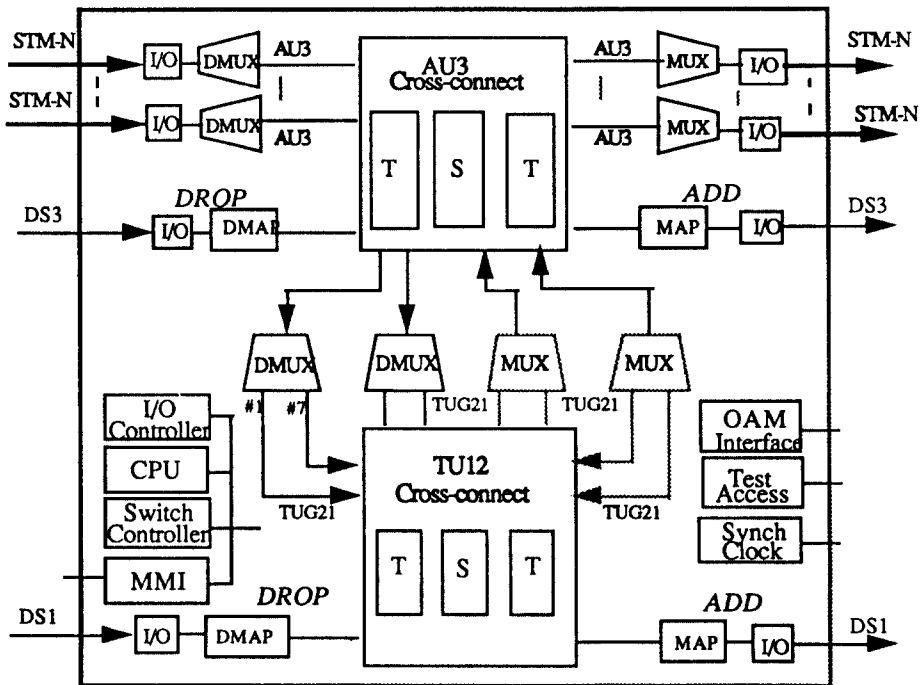 STM-N I/O DMUX AU3 AU3 MUX I/O STM-N
AU3
Cross-connect
STM-N I/O DMUX AU3 AU3 MUX I/O STM-N
T S T
DROP ADD
DS3 I/O DMAP MAP I/O DS3
DMUX DMUX MUX MUX
#1 #7 TUG21 TUG21
I/O
Controller
CPU
Switch
Controller
MMI
TU12
Cross-connect
TUG21 TUG21
T S T
OAM
Interface
Test
Access
Synch
Clock
DROP ADD
DS1 I/O DMAP MAP I/O DS1